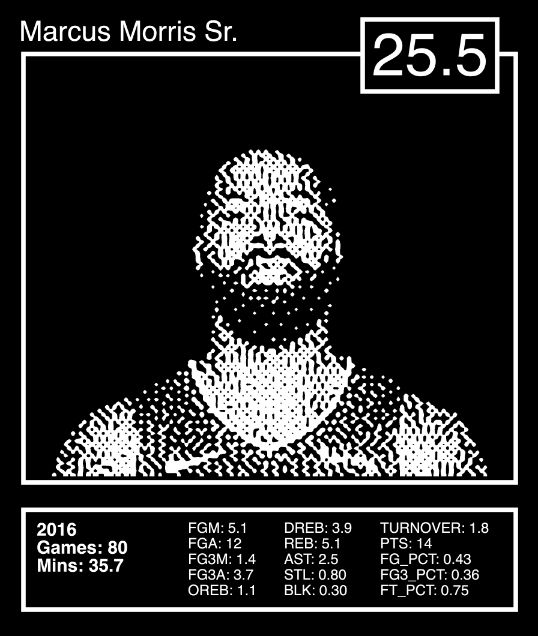 Marcus Morris Sr.
25.5
2016
Games: 80
Mins: 35.7
FGM: 5.1
FGA: 12
FG3M: 1.4
FG3A: 3.7
OREB: 1.1
DREB: 3.9
REB: 5.1
AST: 2.5
STL: 0.80
BLK: 0.30
TURNOVER: 1.8
PTS: 14
FG_PCT: 0.43
FG3_PCT: 0.36
FT_PCT: 0.75